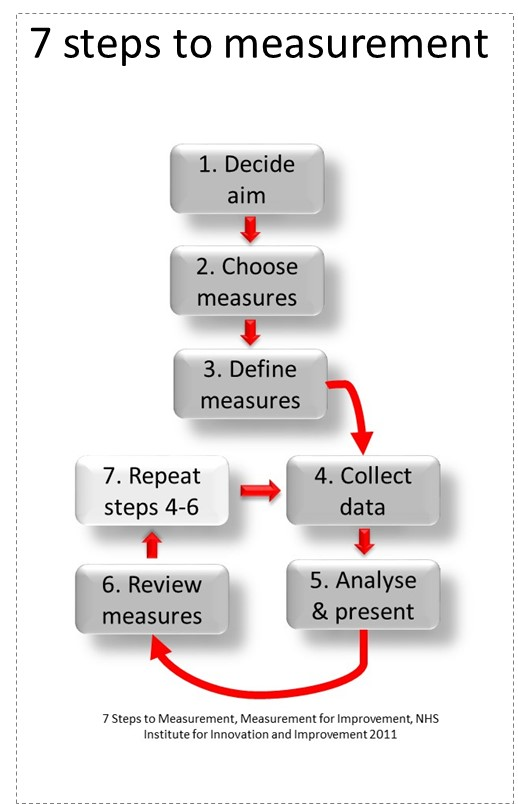 7 steps to measurement
1. Decide
aim
2. Choose
measures
3. Define
measures
4. Collect
data
5. Analyse
& present
6. Review
measures
7. Repeat
steps 4-6
7 Steps to Measurement, Measurement for Improvement, NHS
Institute for Innovation and Improvement 2011